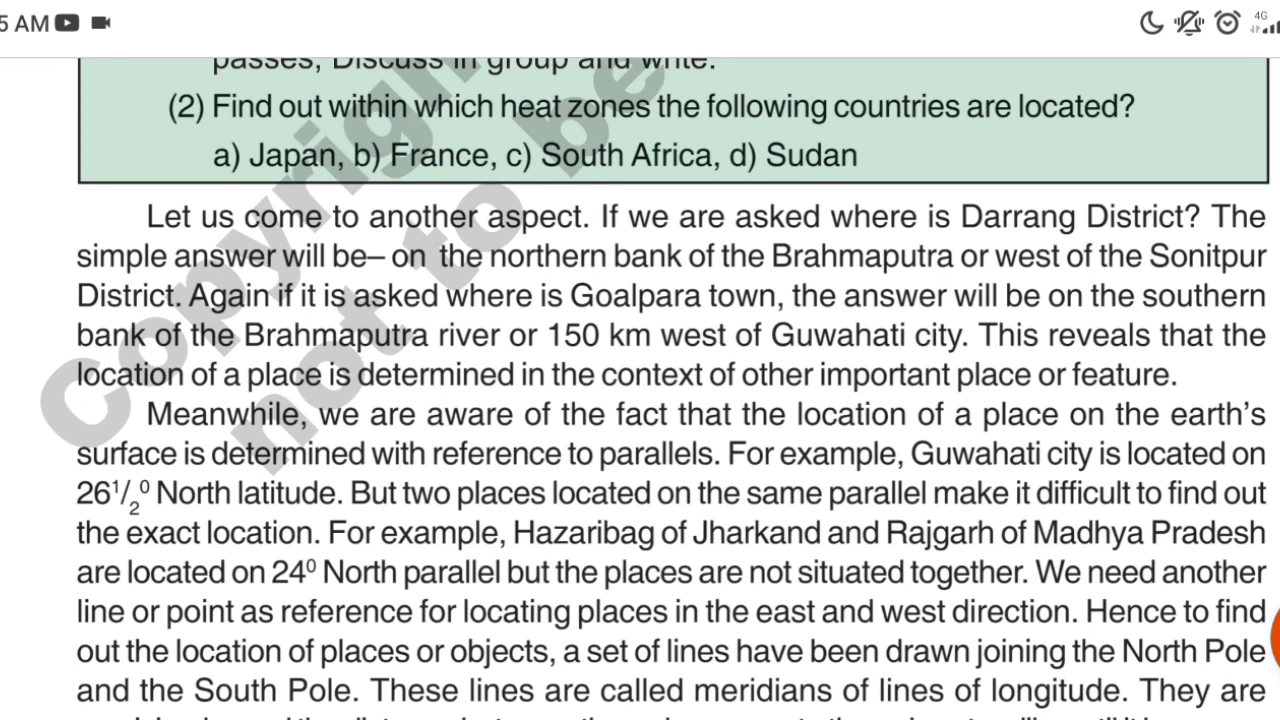 5 AM
4G
passes, Discuss in group and write.
(2) Find out within which heat zones the following countries are located?
a) Japan, b) France, c) South Africa, d) Sudan
Let us come to another aspect. If we are asked where is Darrang District? The
simple answer will be– on the northern bank of the Brahmaputra or west of the Sonitpur
District. Again if it is asked where is Goalpara town, the answer will be on the southern
bank of the Brahmaputra river or 150 km west of Guwahati city. This reveals that the
location of a place is determined in the context of other important place or feature.
Meanwhile, we are aware of the fact that the location of a place on the earth's
surface is determined with reference to parallels. For example, Guwahati city is located on
26¹/₂⁰ North latitude. But two places located on the same parallel make it difficult to find out
the exact location. For example, Hazaribag of Jharkand and Rajgarh of Madhya Pradesh
are located on 24⁰ North parallel but the places are not situated together. We need another
line or point as reference for locating places in the east and west direction. Hence to find
out the location of places or objects, a set of lines have been drawn joining the North Pole
and the South Pole. These lines are called meridians of lines of longitude. They are
Copyright
not to be